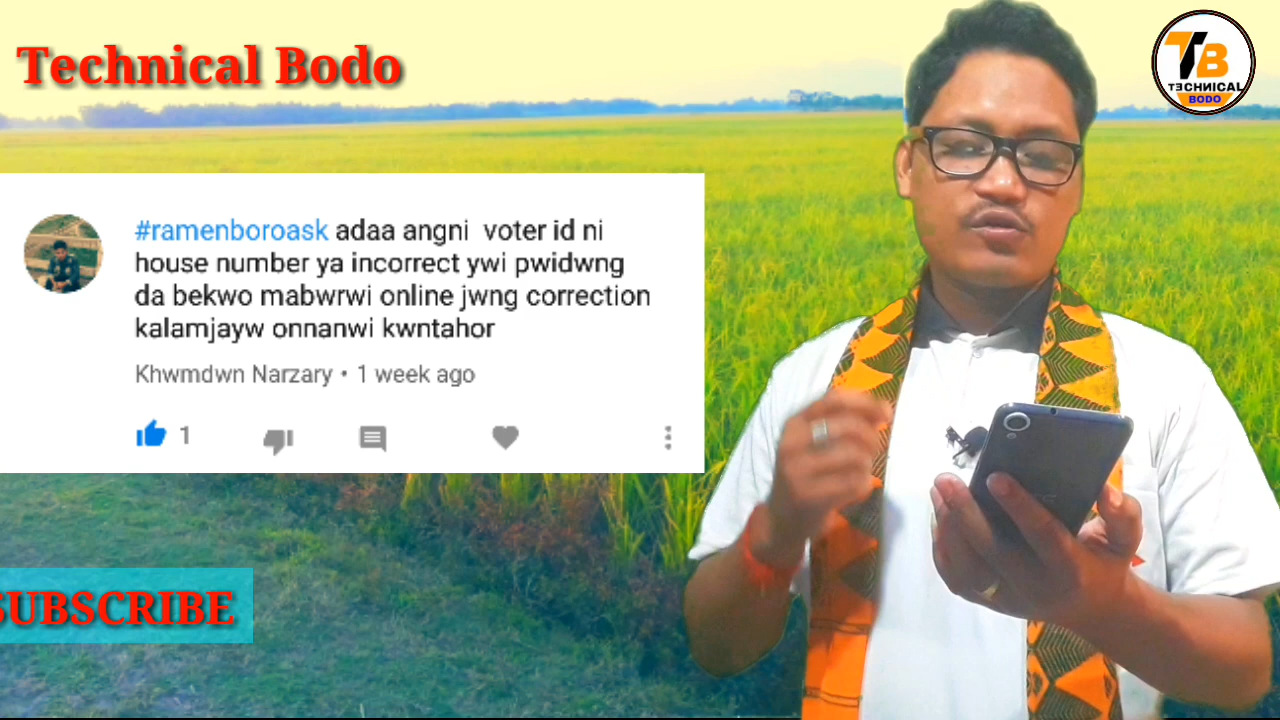 Technical Bodo
TB
TECHNICAL
BODO
#ramenboroask adaa angni voter id ni
house number ya incorrect ywi pwidwng
da bekwo mabwrwi online jwng correction
kalamjayw onnanwi kwntahor
Khwmdwn Narzary • 1 week ago
1
SUBSCRIBE